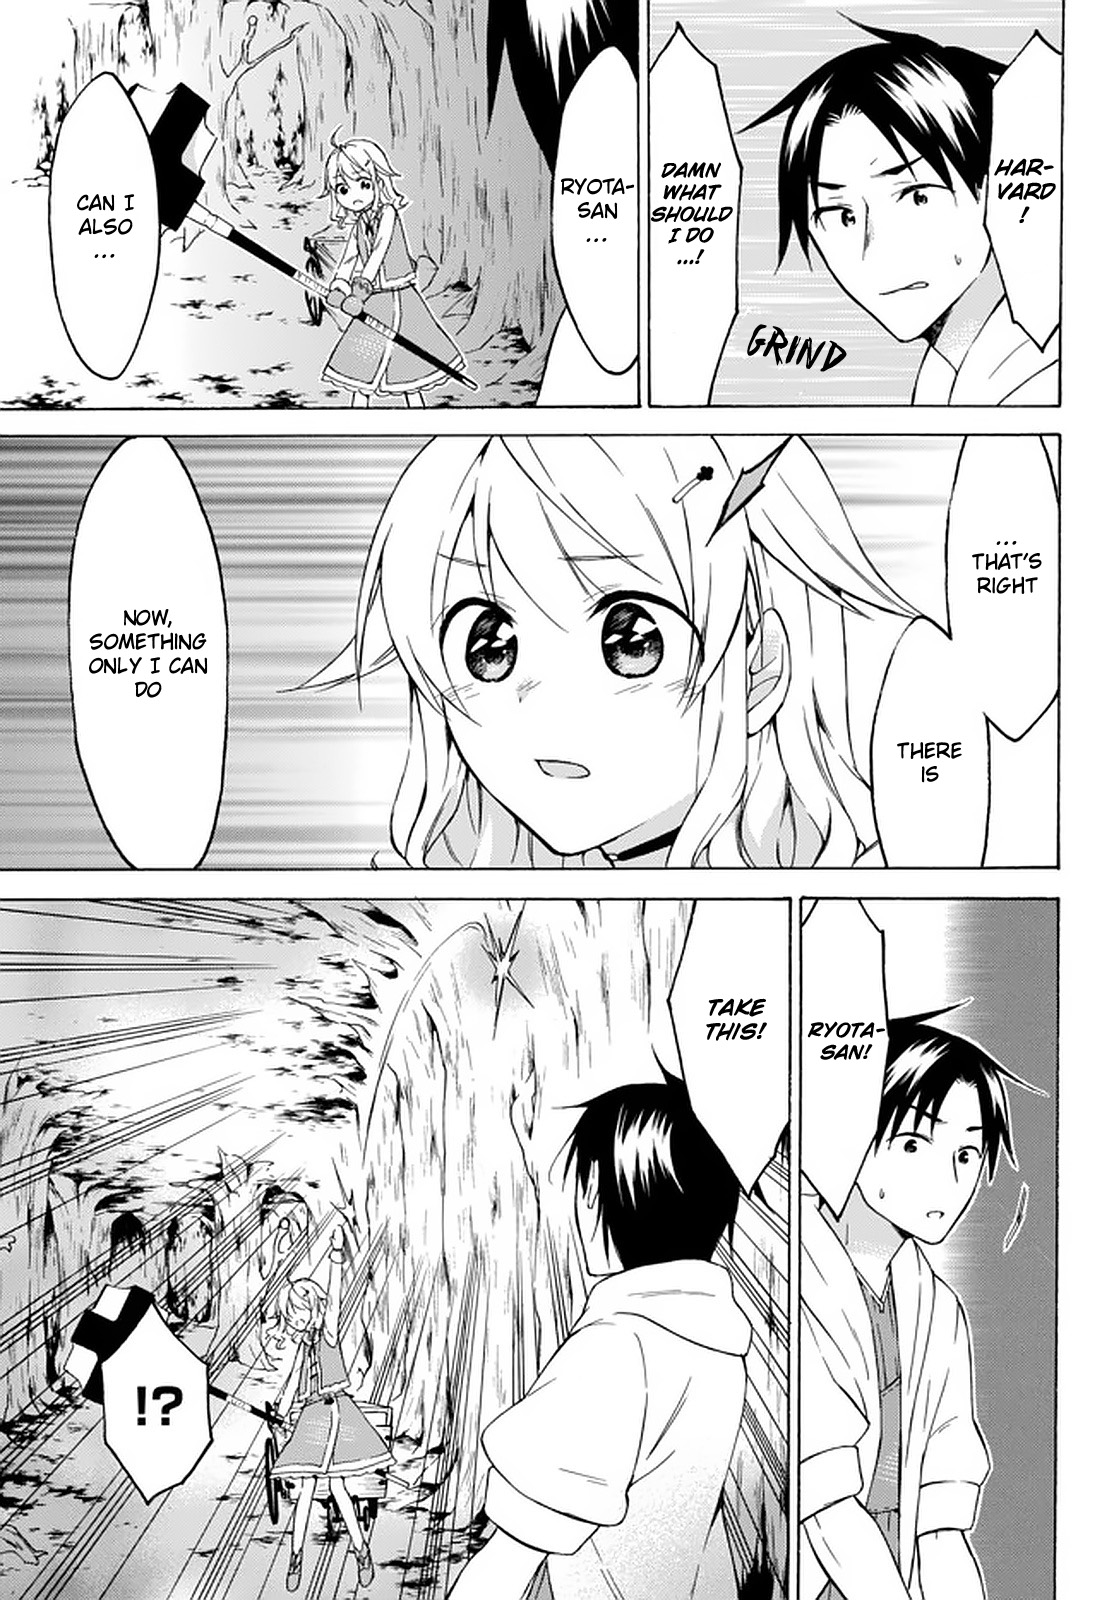 HAR-
VARD
!
DAMN
WHAT
SHOULD
I DO
...!
GRIND
RYOTA-
SAN
...
CAN I
ALSO
...
...
THAT'S
RIGHT
THERE
IS
NOW,
SOMETHING
ONLY I CAN
DO
RYOTA-
SAN!
TAKE
THIS!
!?